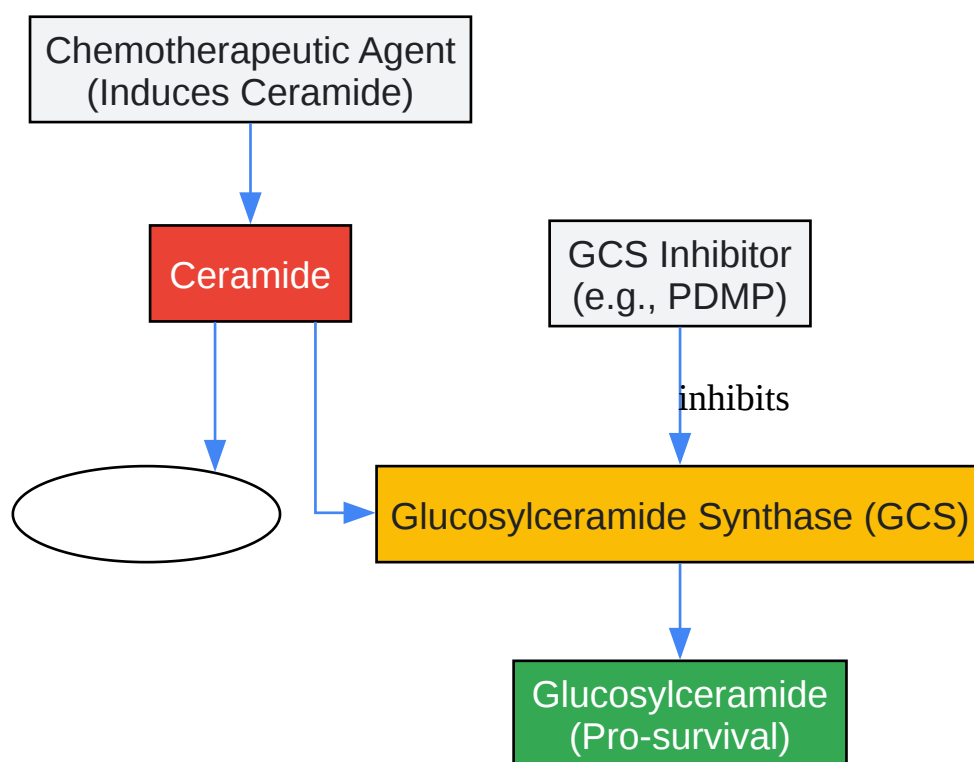 Chemotherapeutic Agent
(Induces Ceramide)
Ceramide
GCS Inhibitor
(e.g., PDMP)
inhibits
Glucosylceramide Synthase (GCS)
Glucosylceramide
(Pro-survival)